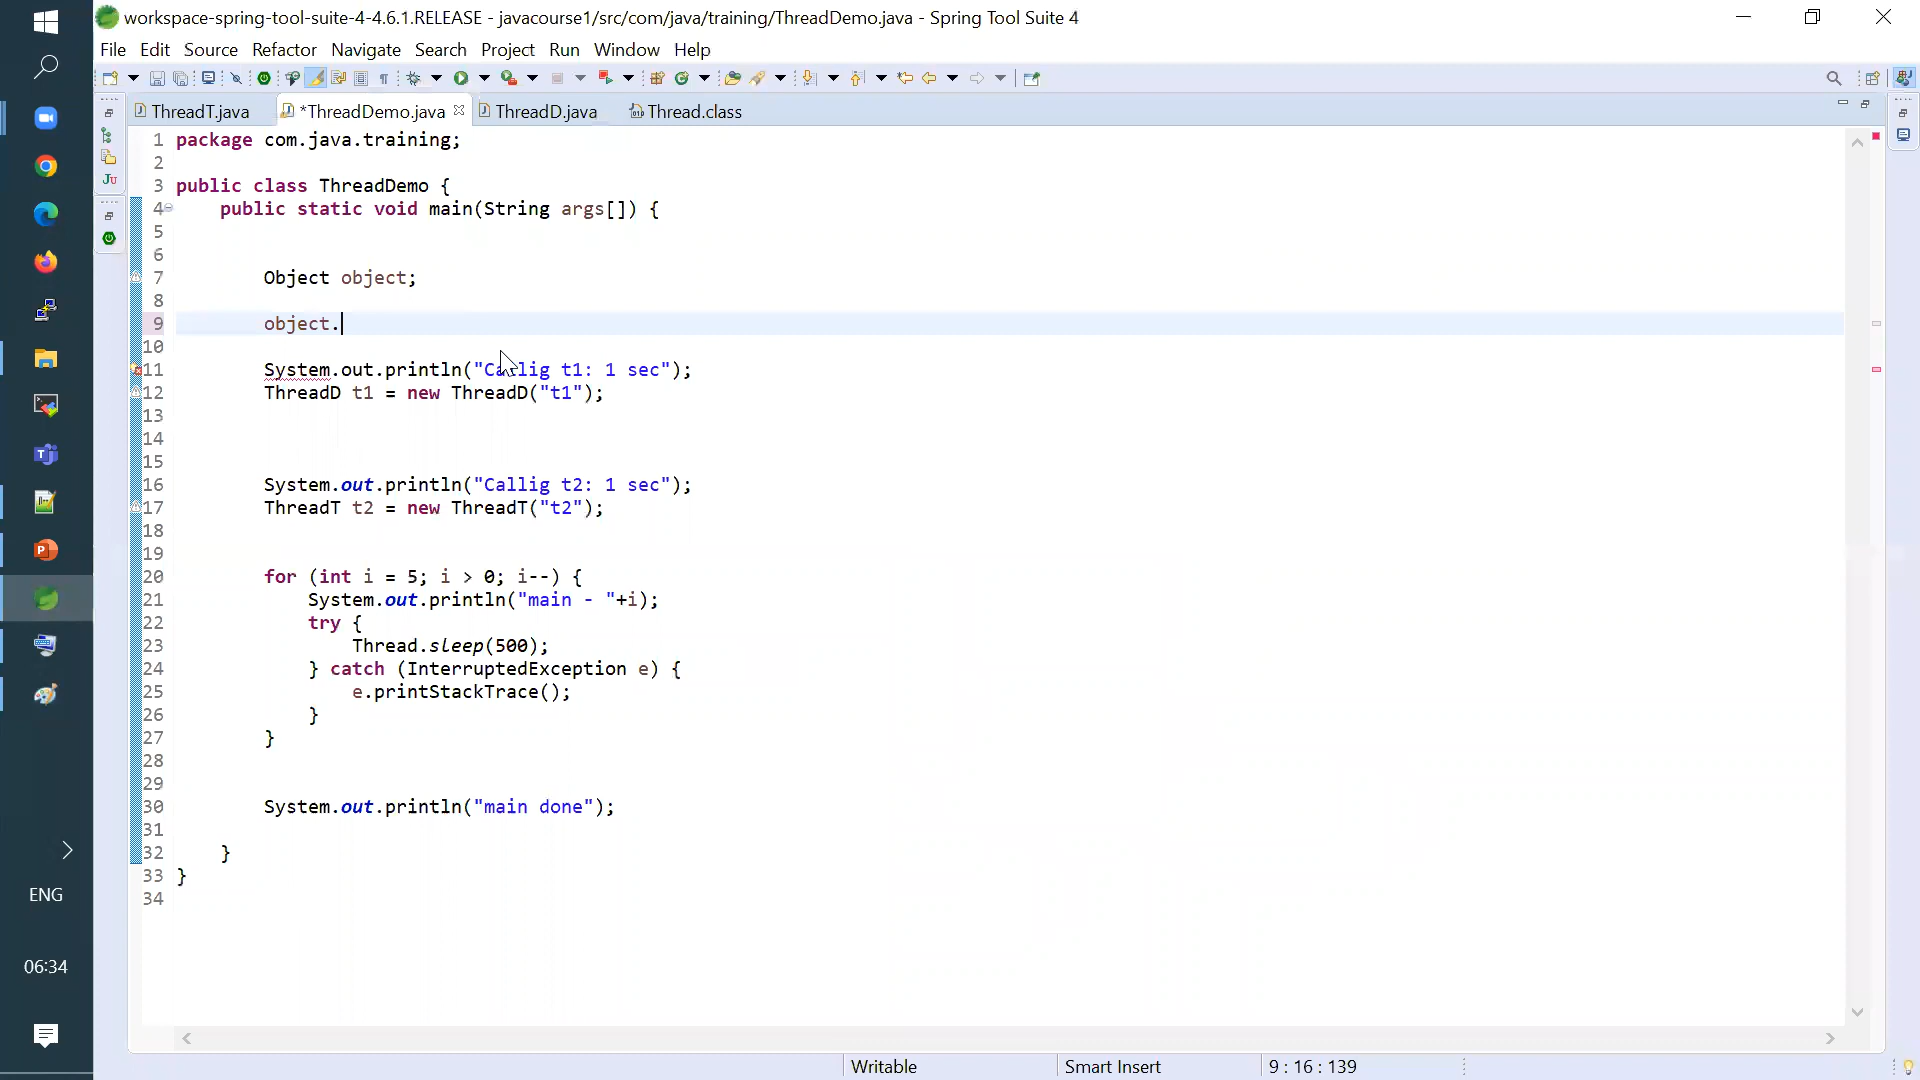 workspace-spring-tool-suite-4-4.6.1.RELEASE - javacourse1/src/com/java/training/ThreadDemo.java - Spring Tool Suite 4
File Edit Source Refactor Navigate Search Project Run Window Help
ThreadT.java *ThreadDemo.java ThreadD.java Thread.class
1 package com.java.training;
2
3 public class ThreadDemo {
4 public static void main(String args[]) {
5
6
7 Object object;
8
9 object.
10
11 System.out.println("Callig t1: 1 sec");
12 ThreadD t1 = new ThreadD("t1");
13
14
15
16 System.out.println("Callig t2: 1 sec");
17 ThreadT t2 = new ThreadT("t2");
18
19
20 for (int i = 5; i > 0; i--) {
21 System.out.println("main - "+i);
22 try {
23 Thread.sleep(500);
24 } catch (InterruptedException e) {
25 e.printStackTrace();
26 }
27 }
28
29
30 System.out.println("main done");
31
32 }
33 }
34
ENG
06:34
Writable Smart Insert 9 : 16 : 139